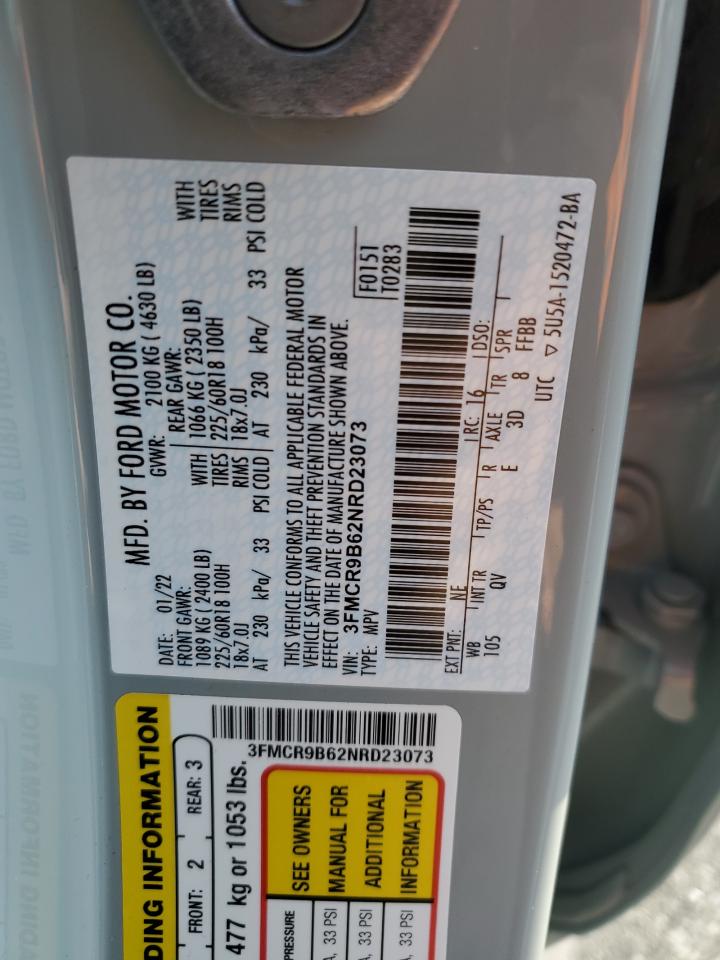 MFD. BY FORD MOTOR CO.
DATE: 01/22 GVWR: 2100 KG ( 4630 LB)
FRONT GAWR: REAR GAWR:
1089 KG ( 2400 LB) WITH 1066 KG ( 2350 LB) WITH
225/60R18 100H TIRES 225/60R18 100H TIRES
18x7.0J RIMS 18x7.0J RIMS
AT 230 kPa/ 33 PSI COLD AT 230 kPa/ 33 PSI COLD
THIS VEHICLE CONFORMS TO ALL APPLICABLE FEDERAL MOTOR
VEHICLE SAFETY AND THEFT PREVENTION STANDARDS IN
EFFECT ON THE DATE OF MANUFACTURE SHOWN ABOVE.
VIN: 3FMCR9B62NRD23073
TYPE: MPV
F0151
T0283
EXT PNT: NE RC: 16 DSO:
WB INT TR TP/PS R AXLE TR SPR
105 QV E 3D 8 FFBB
UTC ▽ 5U5A-1520472-BA
DING INFORMATION
FRONT: 2 REAR: 3
477 kg or 1053 lbs.
3FMCR9B62NRD23073
PRESSURE
33 PSI
33 PSI
33 PSI
SEE OWNERS
MANUAL FOR
ADDITIONAL
INFORMATION